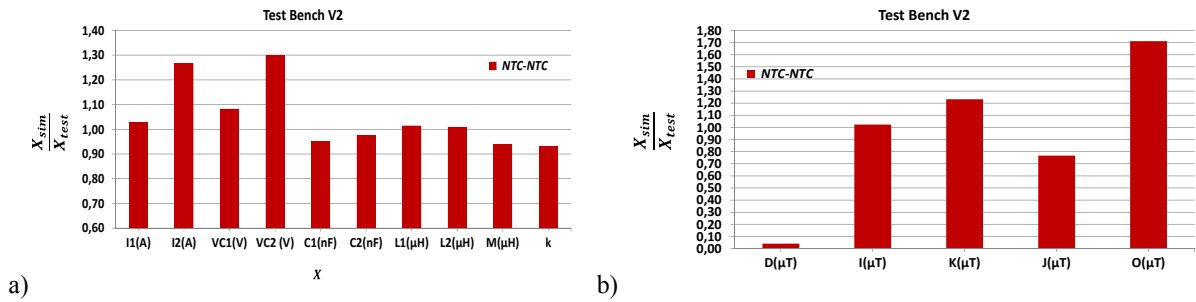 Test Bench V2
1,40
1,30
1,20
1,10
1,00
0,90
0,80
0,70
0,60
X_sim
X_test
NTC-NTC
I1(A) I2(A) VC1(V) VC2 (V) C1(nF) C2(nF) L1(µH) L2(µH) M(µH) k
X
a)
Test Bench V2
1,80
1,70
1,60
1,50
1,40
1,30
1,20
1,10
1,00
0,90
0,80
0,70
0,60
0,50
0,40
0,30
0,20
0,10
0,00
X_sim
X_test
NTC-NTC
D(µT) I(µT) K(µT) J(µT) O(µT)
b)